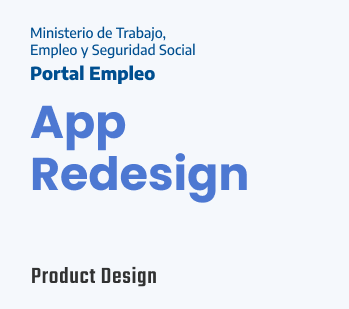 Ministerio de Trabajo,
Empleo y Seguridad Social
Portal Empleo
App
Redesign
Product Design